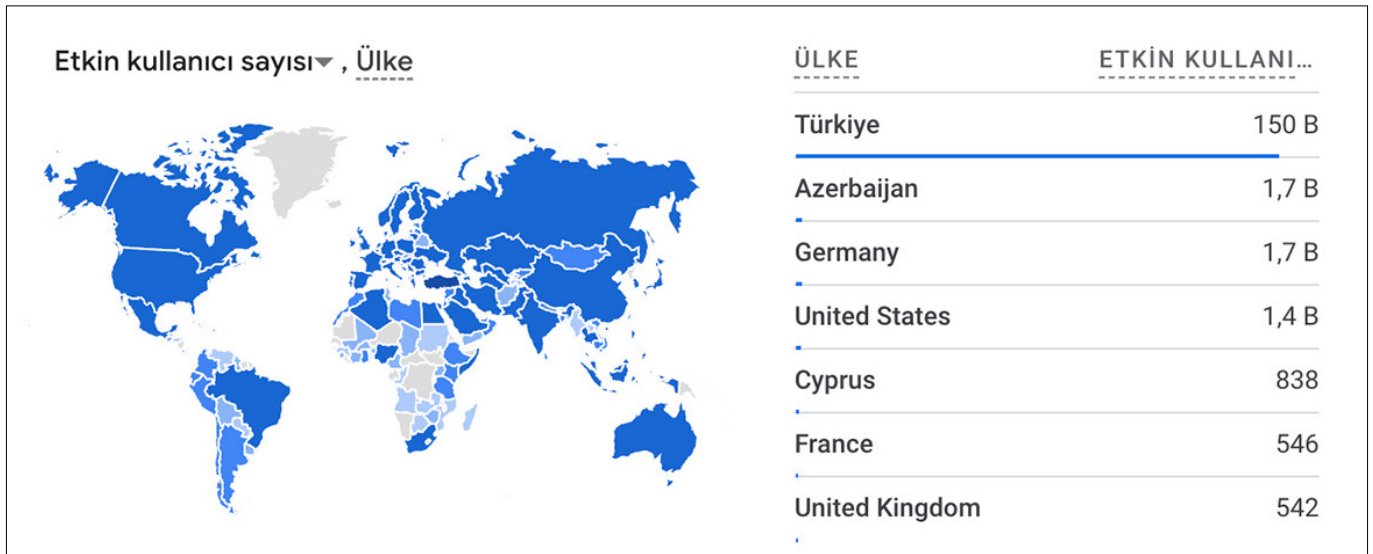 Etkin kullanıcı sayısı , Ülke
ÜLKE ETKİN KULLANI…
Türkiye 150 B
Azerbaijan 1,7 B
Germany 1,7 B
United States 1,4 B
Cyprus 838
France 546
United Kingdom 542